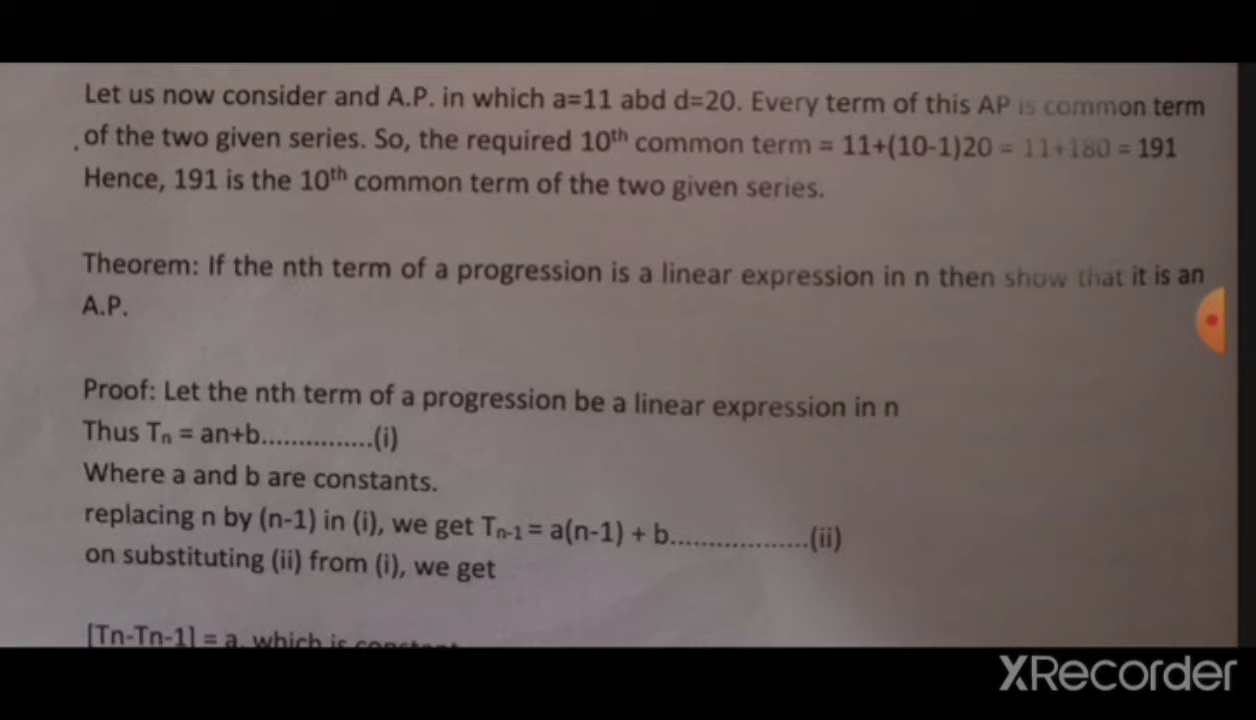 Let us now consider and A.P. in which a=11 abd d=20. Every term of this AP is common term
of the two given series. So, the required 10th common term = 11+(10-1)20 = 11+180 = 191
Hence, 191 is the 10th common term of the two given series.
Theorem: If the nth term of a progression is a linear expression in n then show that it is an
A.P.
Proof: Let the nth term of a progression be a linear expression in n
Thus Tn = an+b...............(i)
Where a and b are constants.
replacing n by (n-1) in (i), we get Tn-1 = a(n-1) + b..................(ii)
on substituting (ii) from (i), we get
[Tn-Tn-1] = a, which is constant
XRecorder